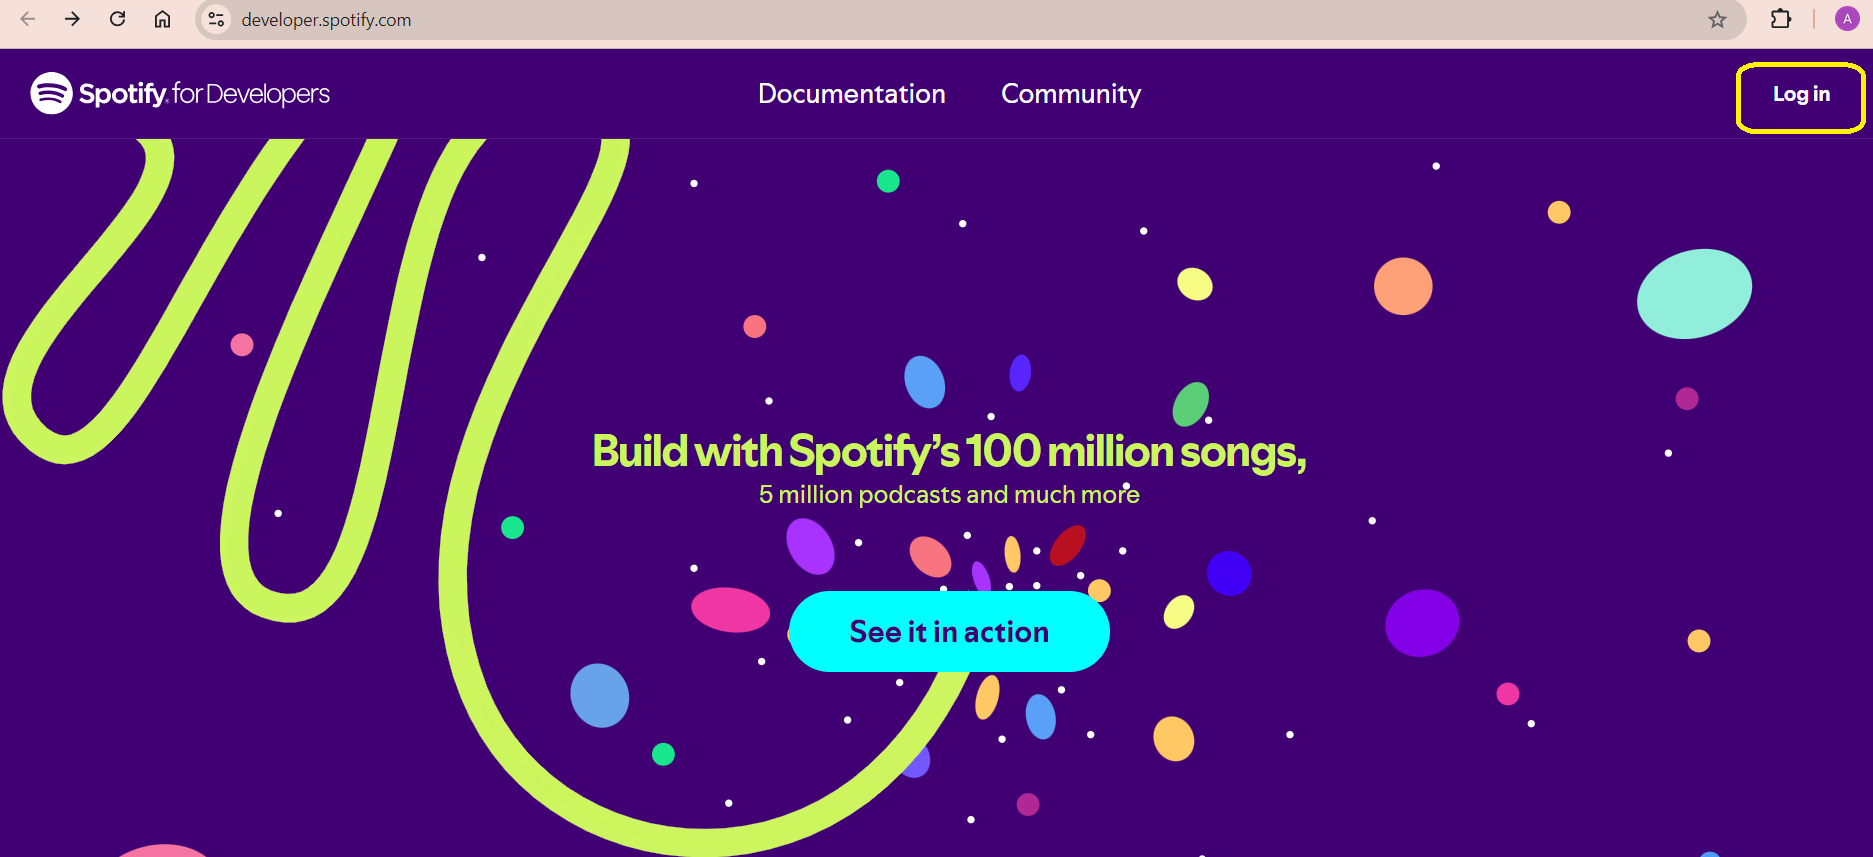 developer.spotify.com
A
Spotify for Developers
Documentation
Community
Log in
Build with Spotify’s 100 million songs,
5 million podcasts and much more
See it in action